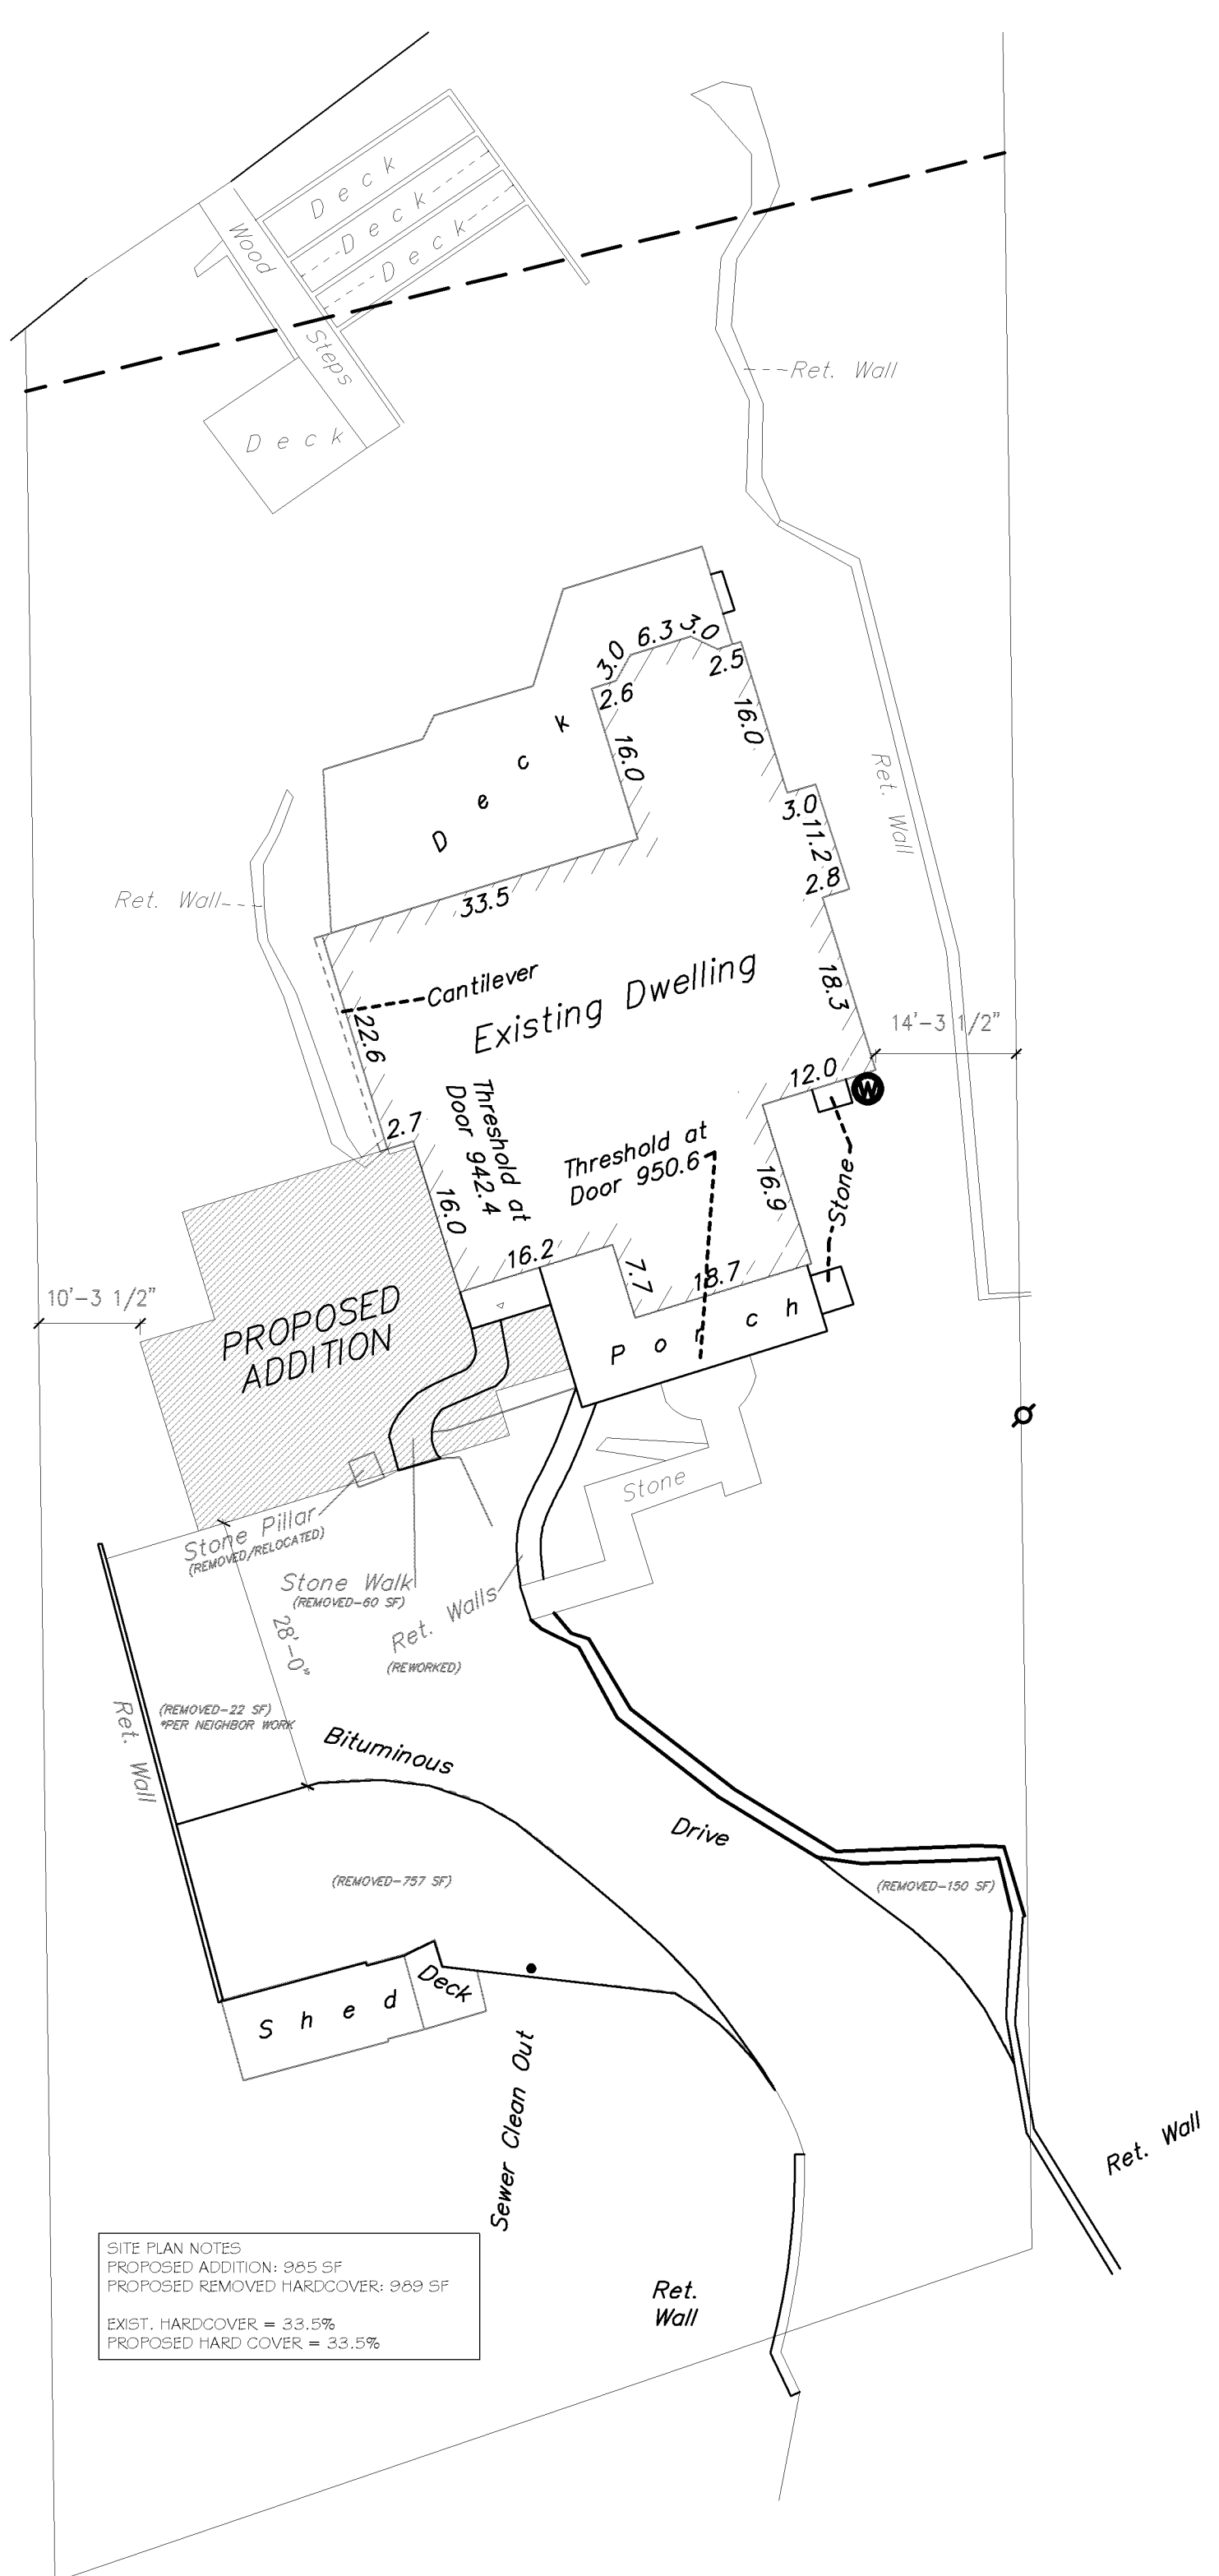 Deck
Deck
Deck
Wood
Steps
Deck
Ret. Wall
3.0
6.3
3.0
2.5
2.6
16.0
16.0
Deck
3.0
11.2
2.8
Ret. Wall
Ret. Wall
33.5
Cantilever
Existing Dwelling
22.6
18.3
14'-3 1/2"
12.0
W
2.7
Threshold at
Door 942.4
Threshold at
Door 950.6
16.0
16.9
Stone
16.2
7.7
18.7
Porch
10'-3 1/2"
PROPOSED
ADDITION
Stone
Stone Pillar
(REMOVED/RELOCATED)
Stone Walk
(REMOVED-60 SF)
Ret. Walls
(REWORKED)
28'-0"
(REMOVED-22 SF)
*PER NEIGHBOR WORK
Ret. Wall
Bituminous
Drive
(REMOVED-757 SF)
(REMOVED-150 SF)
Shed
Deck
Sewer Clean Out
Ret. Wall
Ret.
Wall
SITE PLAN NOTES
PROPOSED ADDITION: 985 SF
PROPOSED REMOVED HARDCOVER: 989 SF
EXIST. HARDCOVER = 33.5%
PROPOSED HARD COVER = 33.5%